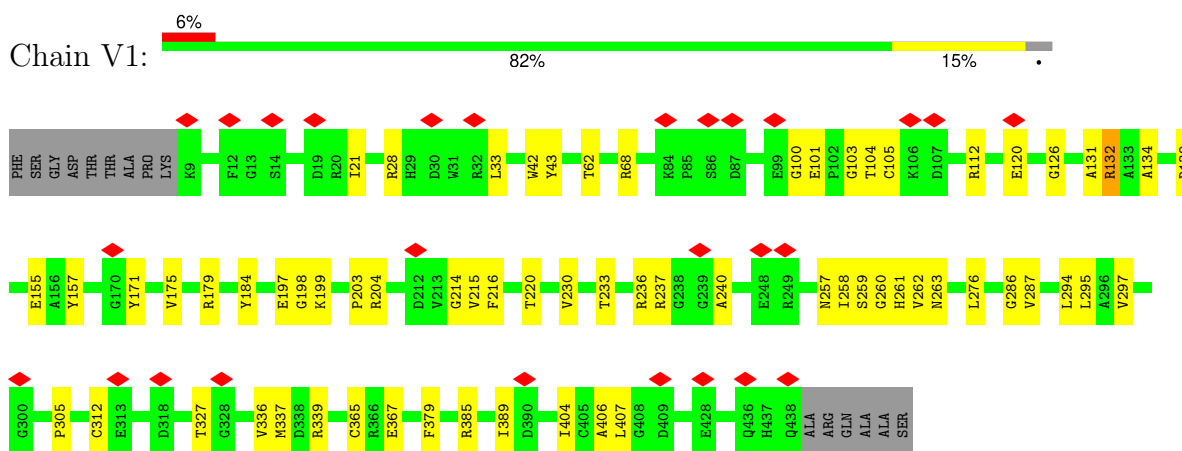 6%
Chain V1:
82% 15% •
PHE SER GLY ASP THR THR ALA PRO LYS K9 F12 G13 S14 D19 R20 I21 R28 H29 D30 W31 R32 L33 W42 Y43 T62 R68 K84 P85 S86 D87 E99 G100 E101 P102 G103 T104 C105 K106 D107 R112 E120 G126 A131 R132 A133 A134
E155 A156 Y157 G170 Y171 V175 R179 Y184 E197 G198 K199 P203 R204 D212 V213 G214 V215 F216 T220 V230 T233 R236 R237 G238 G239 A240 E248 R249 N257 I258 S259 G260 H261 V262 N263 L276 G286 V287 L294 L295 A296 V297
G300 P305 C312 E313 D318 T327 G328 V336 M337 D338 R339 C365 R366 E367 F379 R385 I389 D390 I404 C405 A406 L407 G408 D409 E428 Q436 H437 Q438 ALA ARG GLN ALA ALA SER